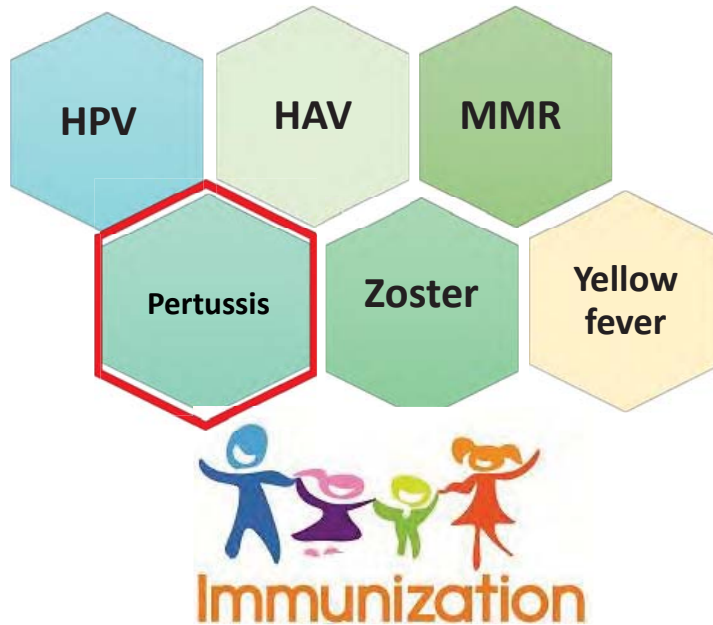 HPV
HAV
MMR
Pertussis
Zoster
Yellow
fever
Immunization